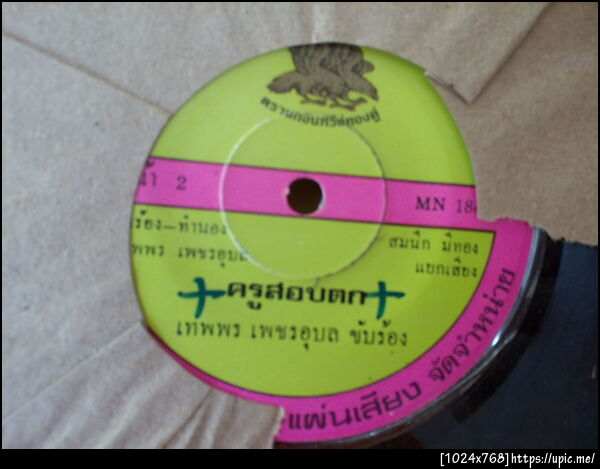 ตรานกอินทรีย์ทองคู่
น้า 2
MN 18
ร้อง-ทำนอง
สมนึก มีทอง
พพร เพชรอุบล
แยกเสียง
+ครูสอบตก+
เทพพร เพชรอุบล ขับร้อง
แผ่นเสียง จัดจำหน่าย
[1024x768]https://upic.me/